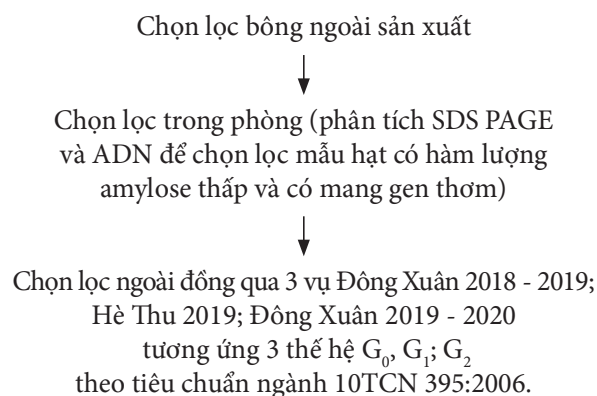 Chọn lọc bông ngoài sản xuất
Chọn lọc trong phòng (phân tích SDS PAGE
và ADN để chọn lọc mẫu hạt có hàm lượng
amylose thấp và có mang gen thơm)
Chọn lọc ngoài đồng qua 3 vụ Đông Xuân 2018 - 2019;
Hè Thu 2019; Đông Xuân 2019 - 2020
tương ứng 3 thế hệ G₀, G₁; G₂
theo tiêu chuẩn ngành 10TCN 395:2006.